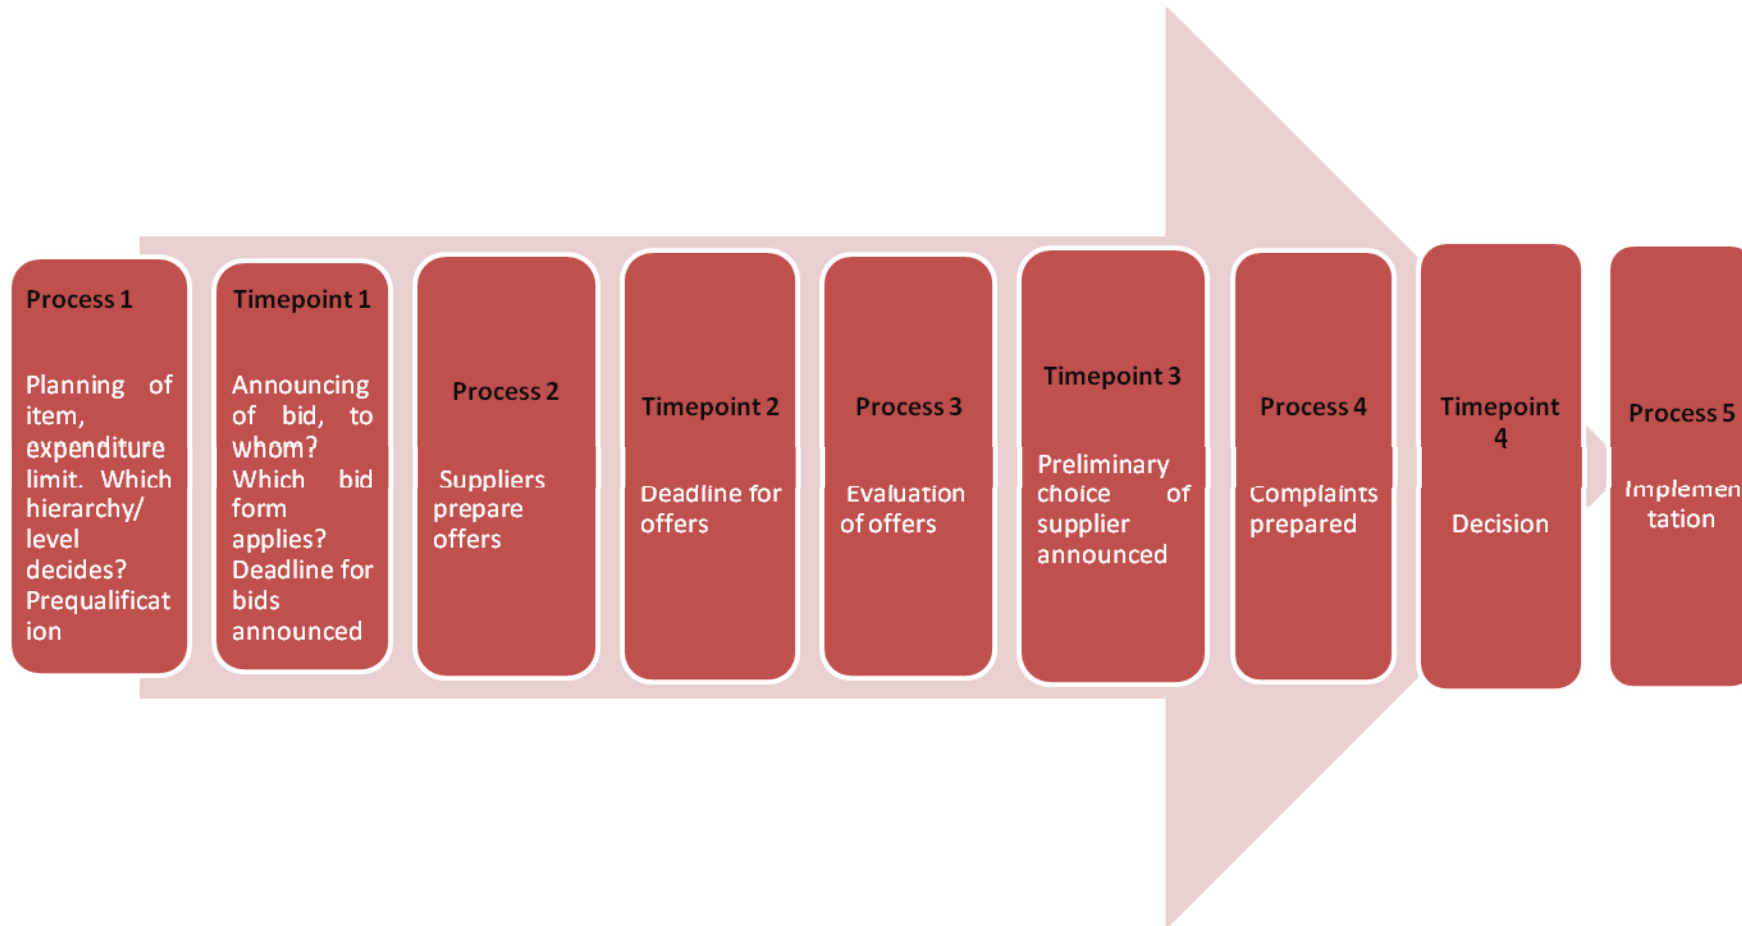 Process 1
Planning of
item,
expenditure
limit. Which
hierarchy/
level
decides?
Prequalificat
ion
Timepoint 1
Announcing
of bid, to
whom?
Which bid
form
applies?
Deadline for
bids
announced
Process 2
Suppliers
prepare
offers
Timepoint 2
Deadline for
offers
Process 3
Evaluation
of offers
Timepoint 3
Preliminary
choice of
supplier
announced
Process 4
Complaints
prepared
Timepoint
4
Decision
Process 5
Implemen
tation